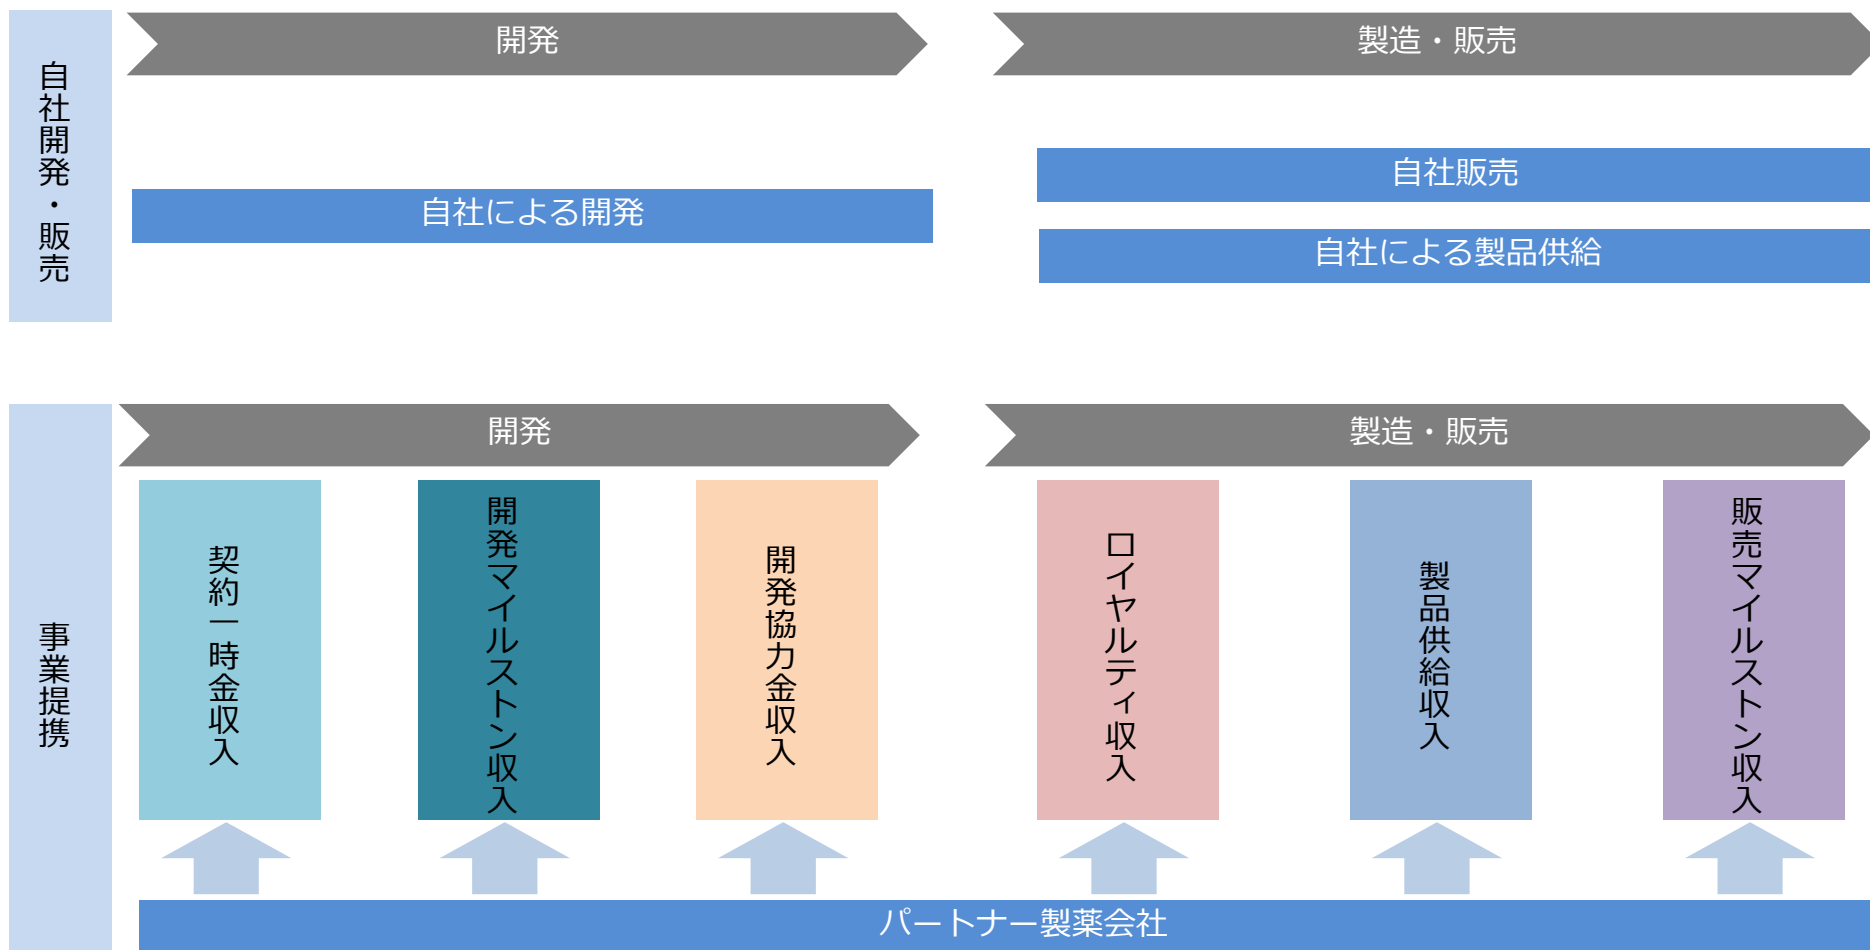 自社開発・販売
開発
製造・販売
自社による開発
自社販売
自社による製品供給
事業提携
開発
製造・販売
契約一時金収入
開発マイルストン収入
開発協力金収入
ロイヤルティ収入
製品供給収入
販売マイルストン収入
パートナー製薬会社